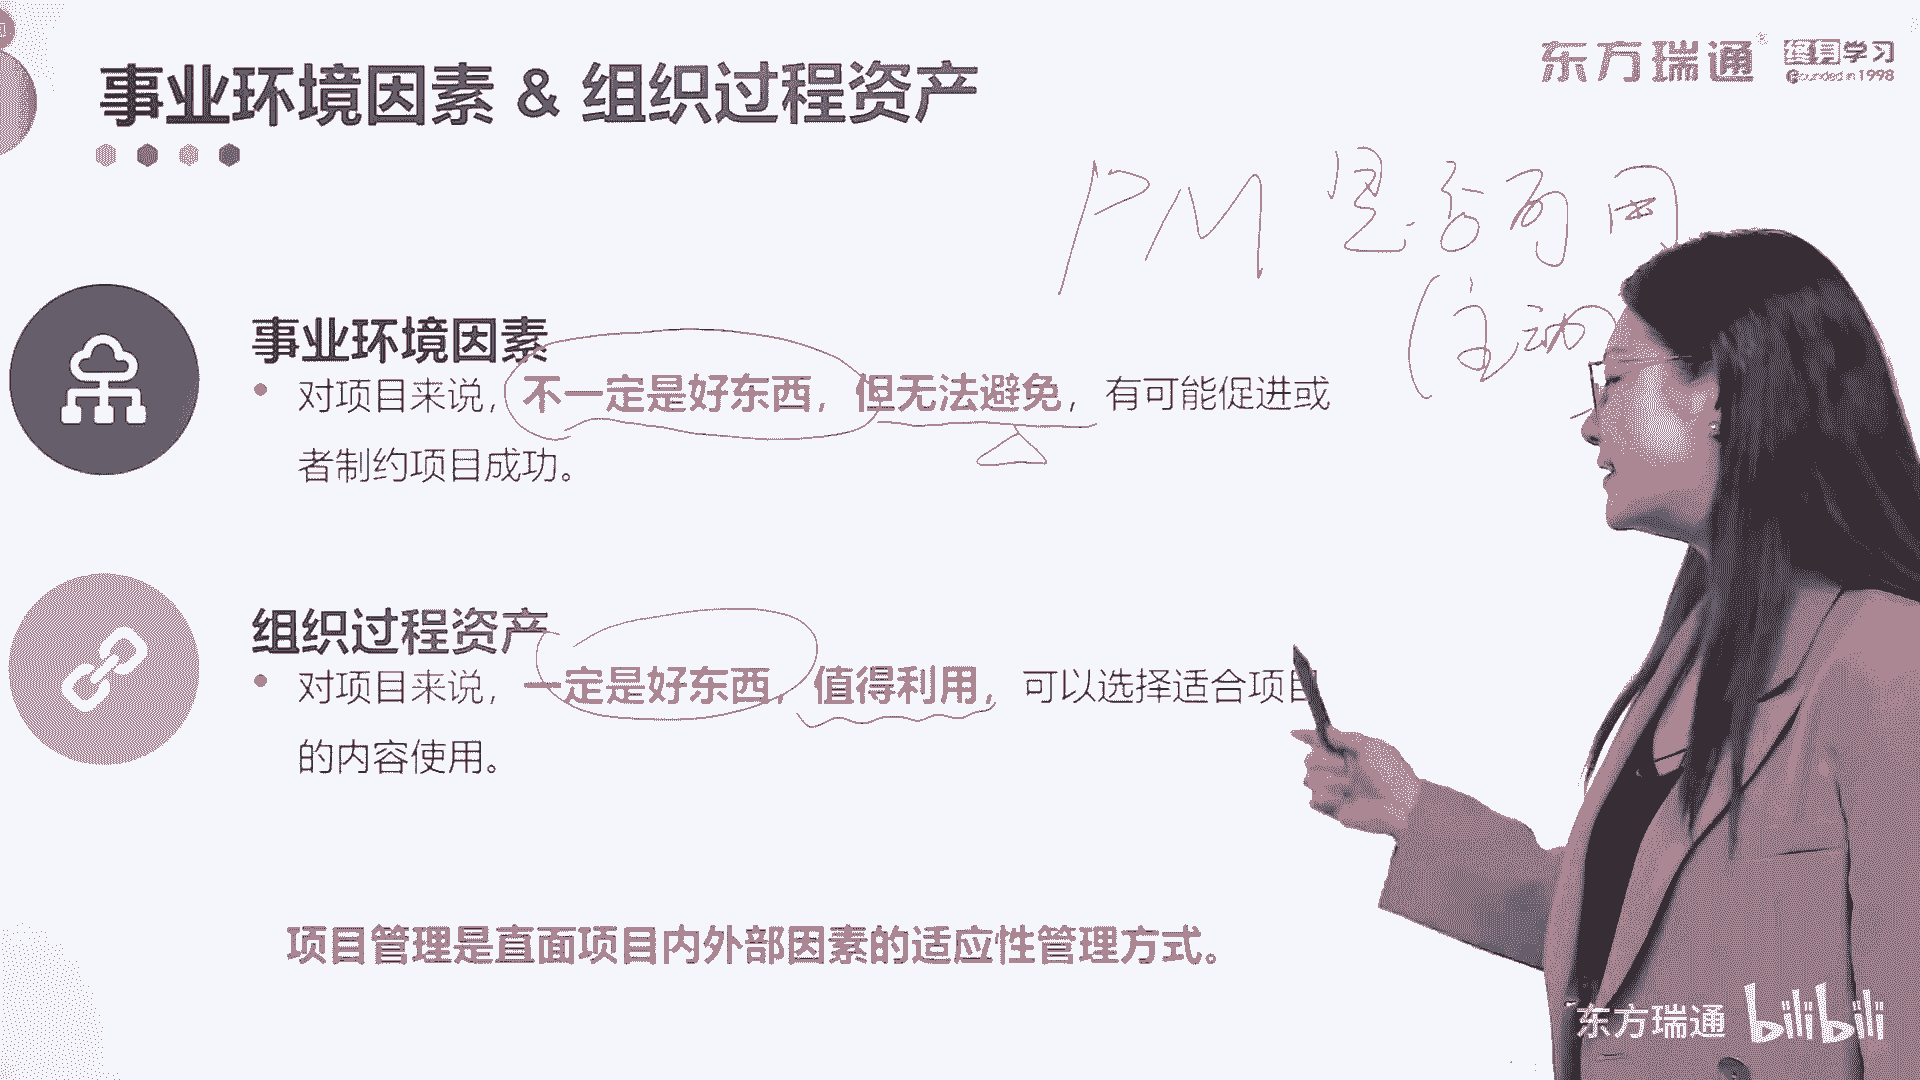 事业环境因素 & 组织过程资产
东方瑞通
终身学习
Founded in 1998
PM 是否可用
(主动
事业环境因素
• 对项目来说，不一定是好东西，但无法避免，有可能促进或
者制约项目成功。
组织过程资产
• 对项目来说，一定是好东西，值得利用，可以选择适合项目
的内容使用。
项目管理是直面项目内外部因素的适应性管理方式。
东方瑞通 bilibili